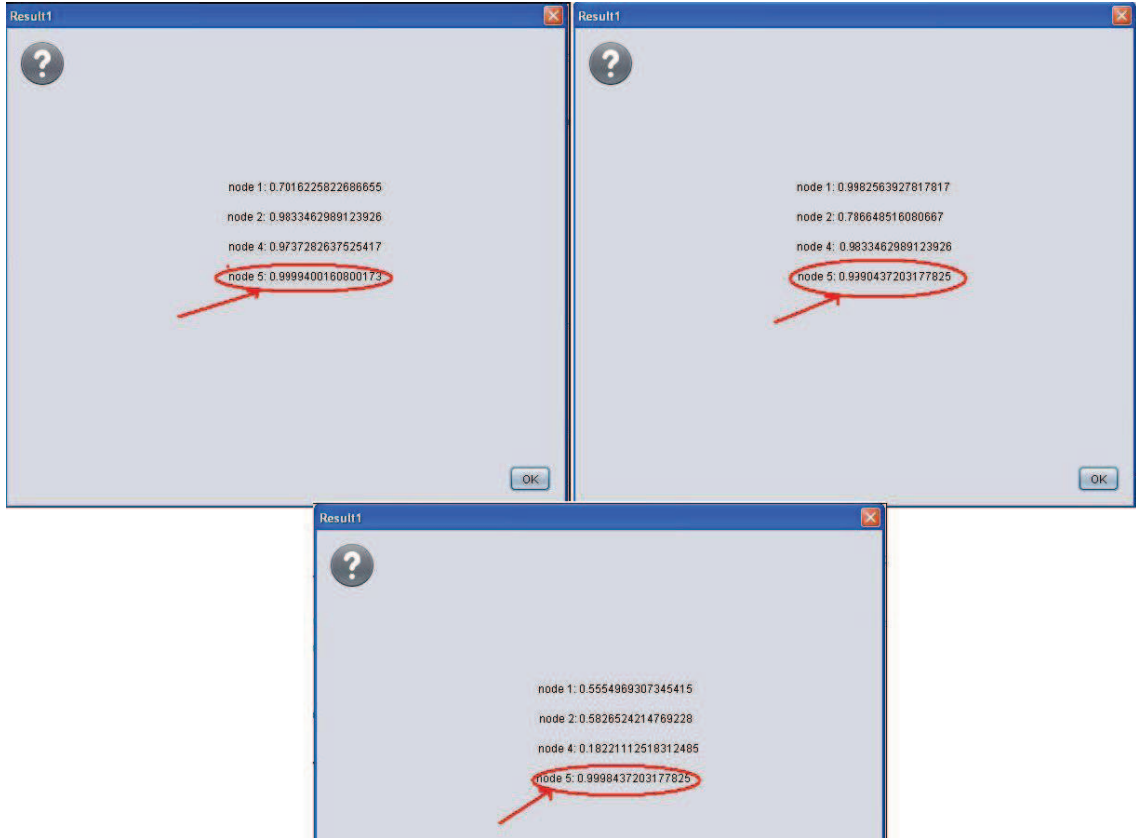 Result1
node 1: 0.7016225822686655
node 2: 0.9833462989123926
node 4: 0.9737282637525417
node 5: 0.9999400160800173
OK
Result1
node 1: 0.9982563927817817
node 2: 0.786648516080667
node 4: 0.9833462989123926
node 5: 0.9990437203177825
OK
Result1
node 1: 0.5554969307345415
node 2: 0.5826524214769228
node 4: 0.18221112518312485
node 5: 0.9998437203177825